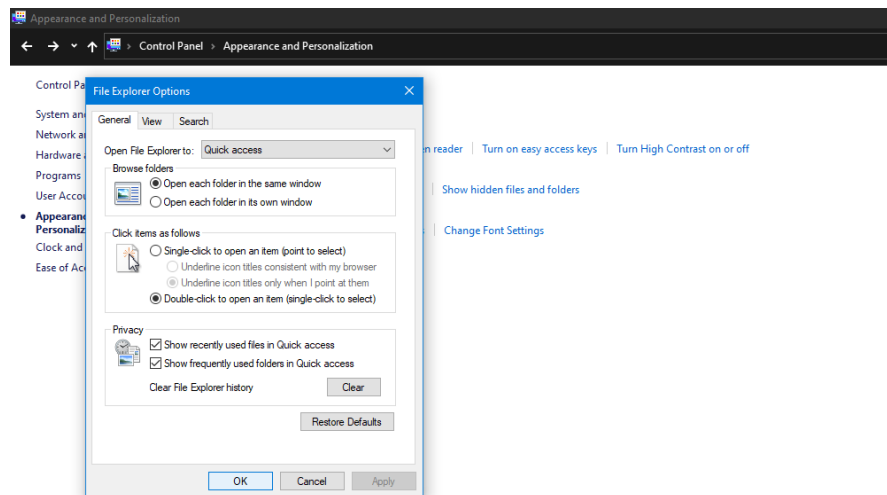 Appearance and Personalization
Control Panel › Appearance and Personalization
Control Pa
System an
Network a
Hardware
Programs
User Accou
Appearanc
Personaliz
Clock and
Ease of Ac
File Explorer Options
General View Search
Open File Explorer to: Quick access
Browse folders
Open each folder in the same window
Open each folder in its own window
Click items as follows
Single-click to open an item (point to select)
Underline icon titles consistent with my browser
Underline icon titles only when I point at them
Double-click to open an item (single-click to select)
Privacy
Show recently used files in Quick access
Show frequently used folders in Quick access
Clear File Explorer history Clear
Restore Defaults
OK Cancel Apply
n reader Turn on easy access keys Turn High Contrast on or off
Show hidden files and folders
Change Font Settings